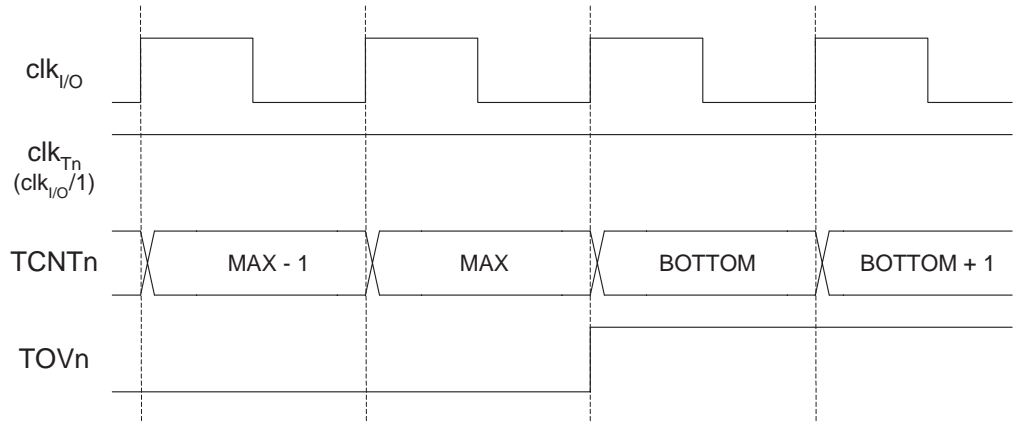 clkI/O
clkTn
(clkI/O/1)
TCNTn
MAX - 1
MAX
BOTTOM
BOTTOM + 1
TOVn